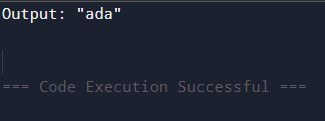 Output: "ada"
=== Code Execution Successful ===